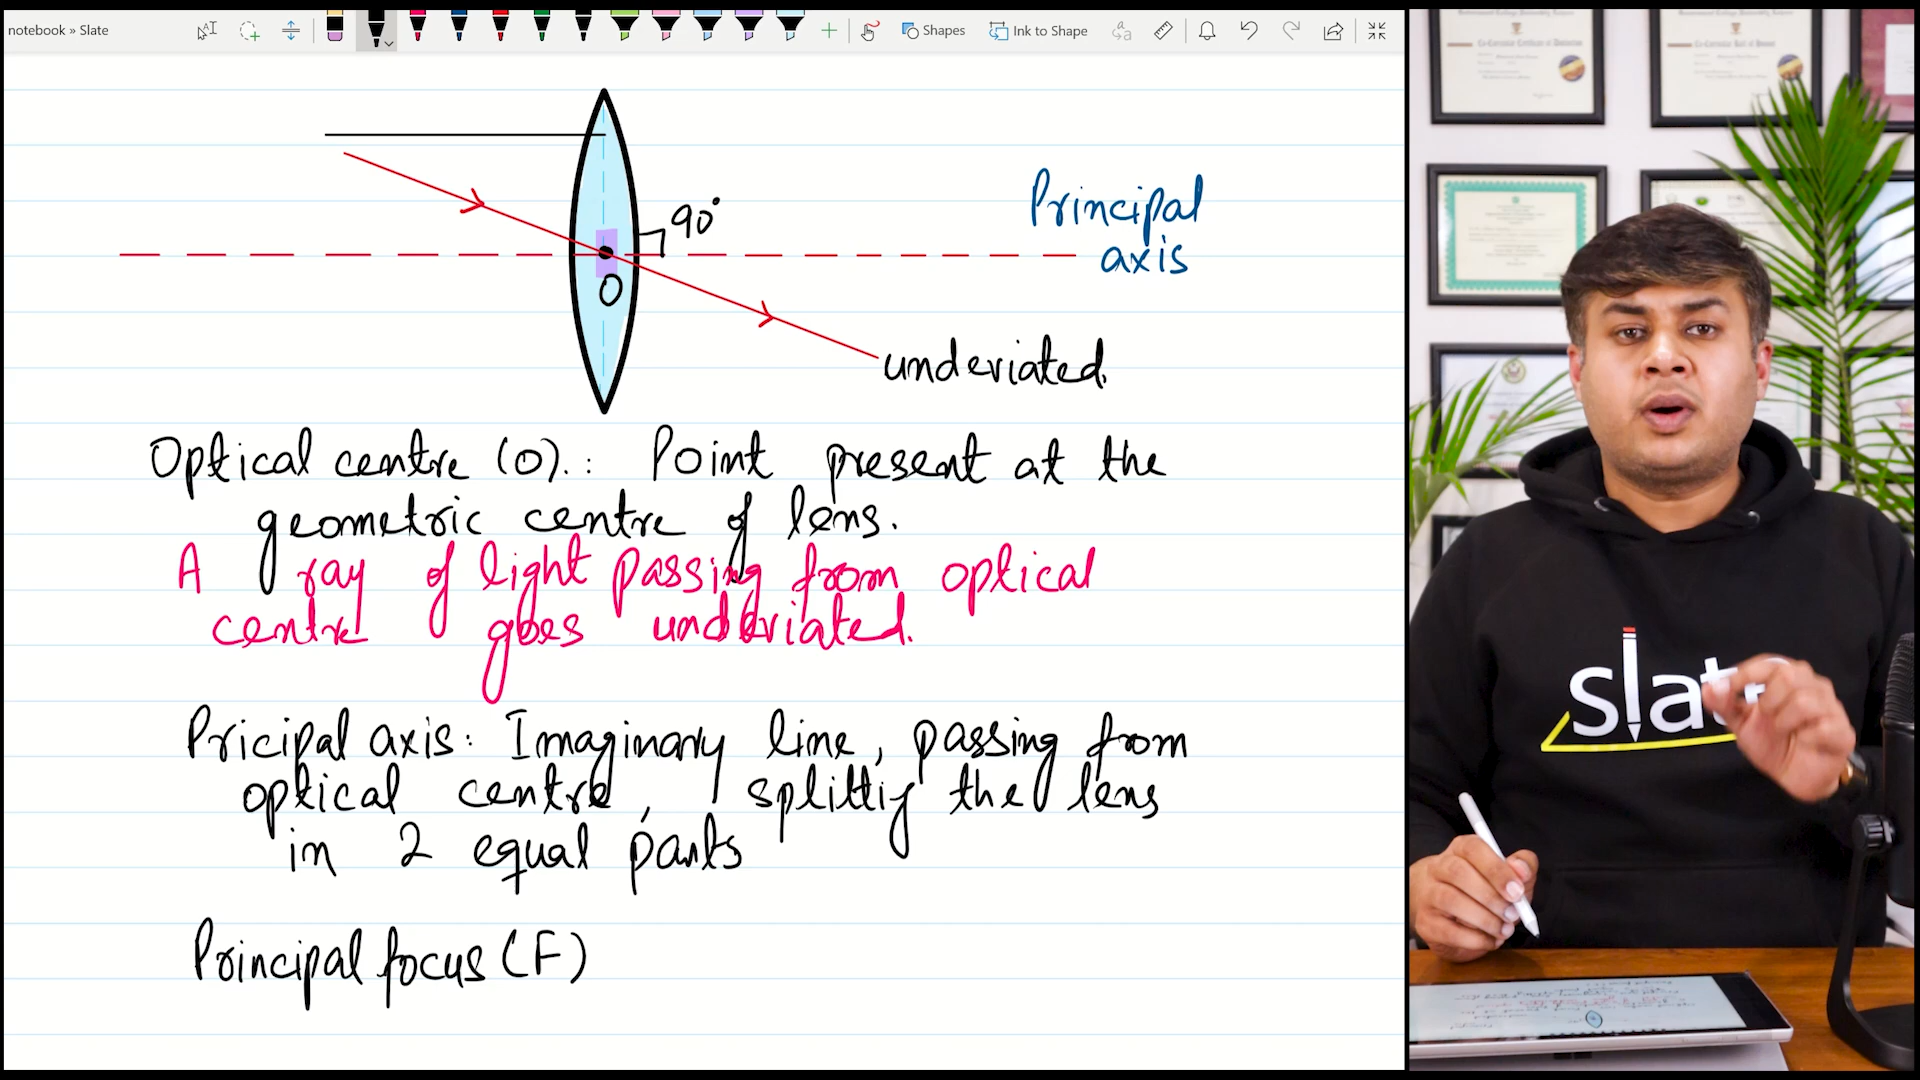 notebook » Slate
Shapes
Ink to Shape
90°
Principal
axis
O
undeviated.
Optical centre (O).: Point present at the
geometric centre of lens.
A ray of light passing from optical
centre goes undeviated.
Pricipal axis: Imaginary line, passing from
optical centre, splittig the lens
in 2 equal parts
Principal focus (F)
slate